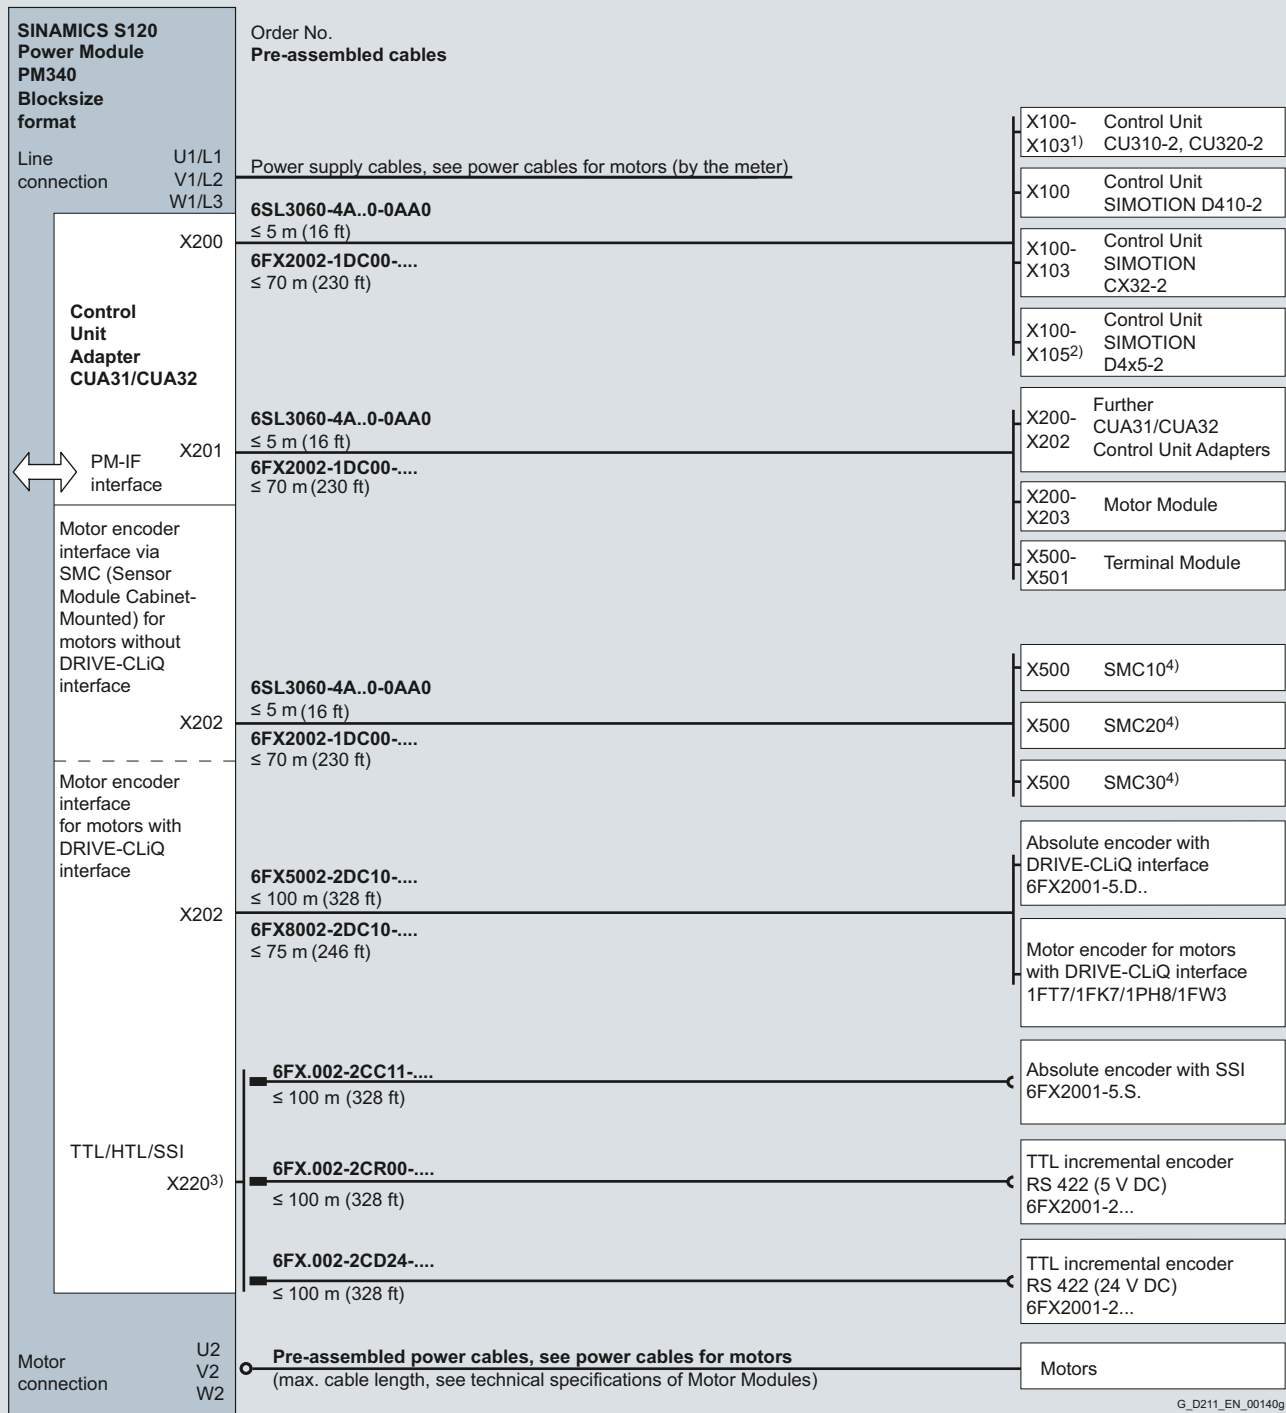 SINAMICS S120
Power Module
PM340
Blocksize
format
Order No.
Pre-assembled cables
Line
connection
U1/L1
V1/L2
W1/L3
Power supply cables, see power cables for motors (by the meter)
X200
6SL3060-4A..0-0AA0
≤ 5 m (16 ft)
6FX2002-1DC00-....
≤ 70 m (230 ft)
X100-
X1031)
Control Unit
CU310-2, CU320-2
X100
Control Unit
SIMOTION D410-2
X100-
X103
Control Unit
SIMOTION
CX32-2
X100-
X1052)
Control Unit
SIMOTION
D4x5-2
Control
Unit
Adapter
CUA31/CUA32
X201
PM-IF
interface
6SL3060-4A..0-0AA0
≤ 5 m (16 ft)
6FX2002-1DC00-....
≤ 70 m (230 ft)
X200-
X202
Further
CUA31/CUA32
Control Unit Adapters
X200-
X203
Motor Module
X500-
X501
Terminal Module
Motor encoder
interface via
SMC (Sensor
Module Cabinet-
Mounted) for
motors without
DRIVE-CLiQ
interface
X202
6SL3060-4A..0-0AA0
≤ 5 m (16 ft)
6FX2002-1DC00-....
≤ 70 m (230 ft)
X500 SMC104)
X500 SMC204)
X500 SMC304)
Motor encoder
interface
for motors with
DRIVE-CLiQ
interface
X202
6FX5002-2DC10-....
≤ 100 m (328 ft)
6FX8002-2DC10-....
≤ 75 m (246 ft)
Absolute encoder with
DRIVE-CLiQ interface
6FX2001-5.D..
Motor encoder for motors
with DRIVE-CLiQ interface
1FT7/1FK7/1PH8/1FW3
TTL/HTL/SSI
X2203)
6FX.002-2CC11-....
≤ 100 m (328 ft)
Absolute encoder with SSI
6FX2001-5.S.
6FX.002-2CR00-....
≤ 100 m (328 ft)
TTL incremental encoder
RS 422 (5 V DC)
6FX2001-2...
6FX.002-2CD24-....
≤ 100 m (328 ft)
TTL incremental encoder
RS 422 (24 V DC)
6FX2001-2...
Motor
connection
U2
V2
W2
Pre-assembled power cables, see power cables for motors
(max. cable length, see technical specifications of Motor Modules)
Motors
G_D211_EN_00140g